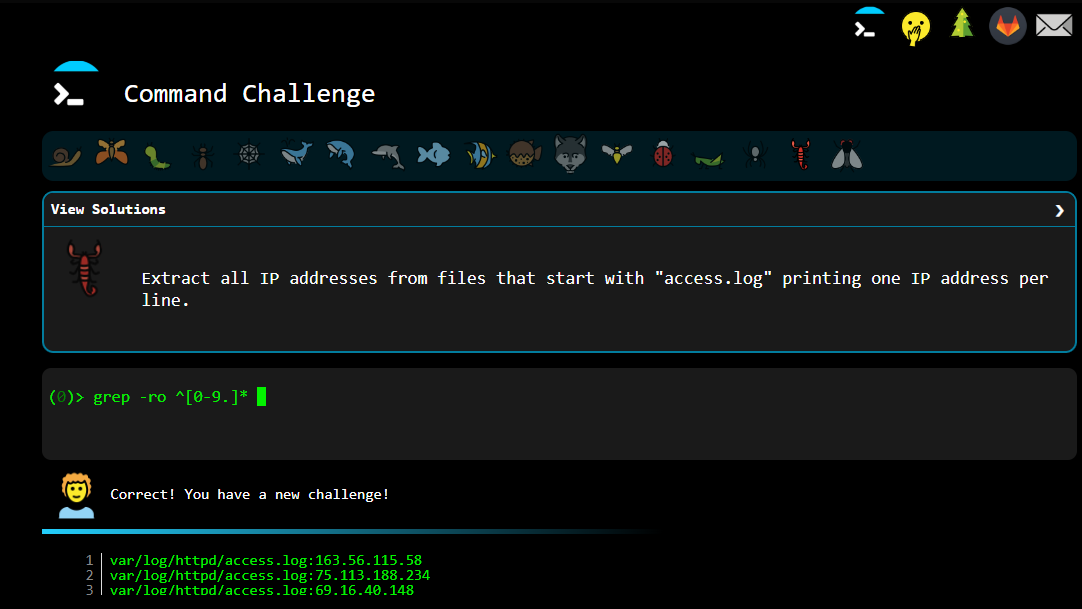 Command Challenge
View Solutions
Extract all IP addresses from files that start with "access.log" printing one IP address per
line.
(0)> grep -ro ^[0-9.]*
Correct! You have a new challenge!
1 var/log/httpd/access.log:163.56.115.58
2 var/log/httpd/access.log:75.113.188.234
3 var/log/httpd/access.log:69.16.40.148